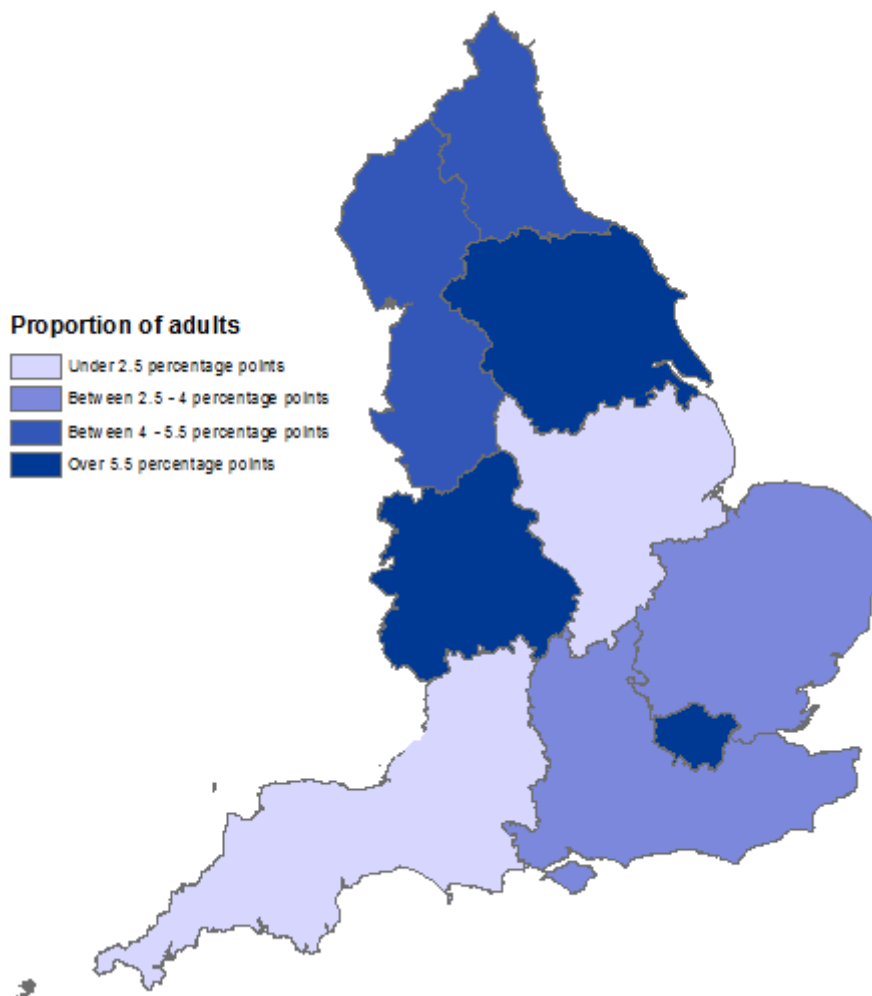 Proportion of adults
Under 2.5 percentage points
Between 2.5 - 4 percentage points
Between 4 - 5.5 percentage points
Over 5.5 percentage points